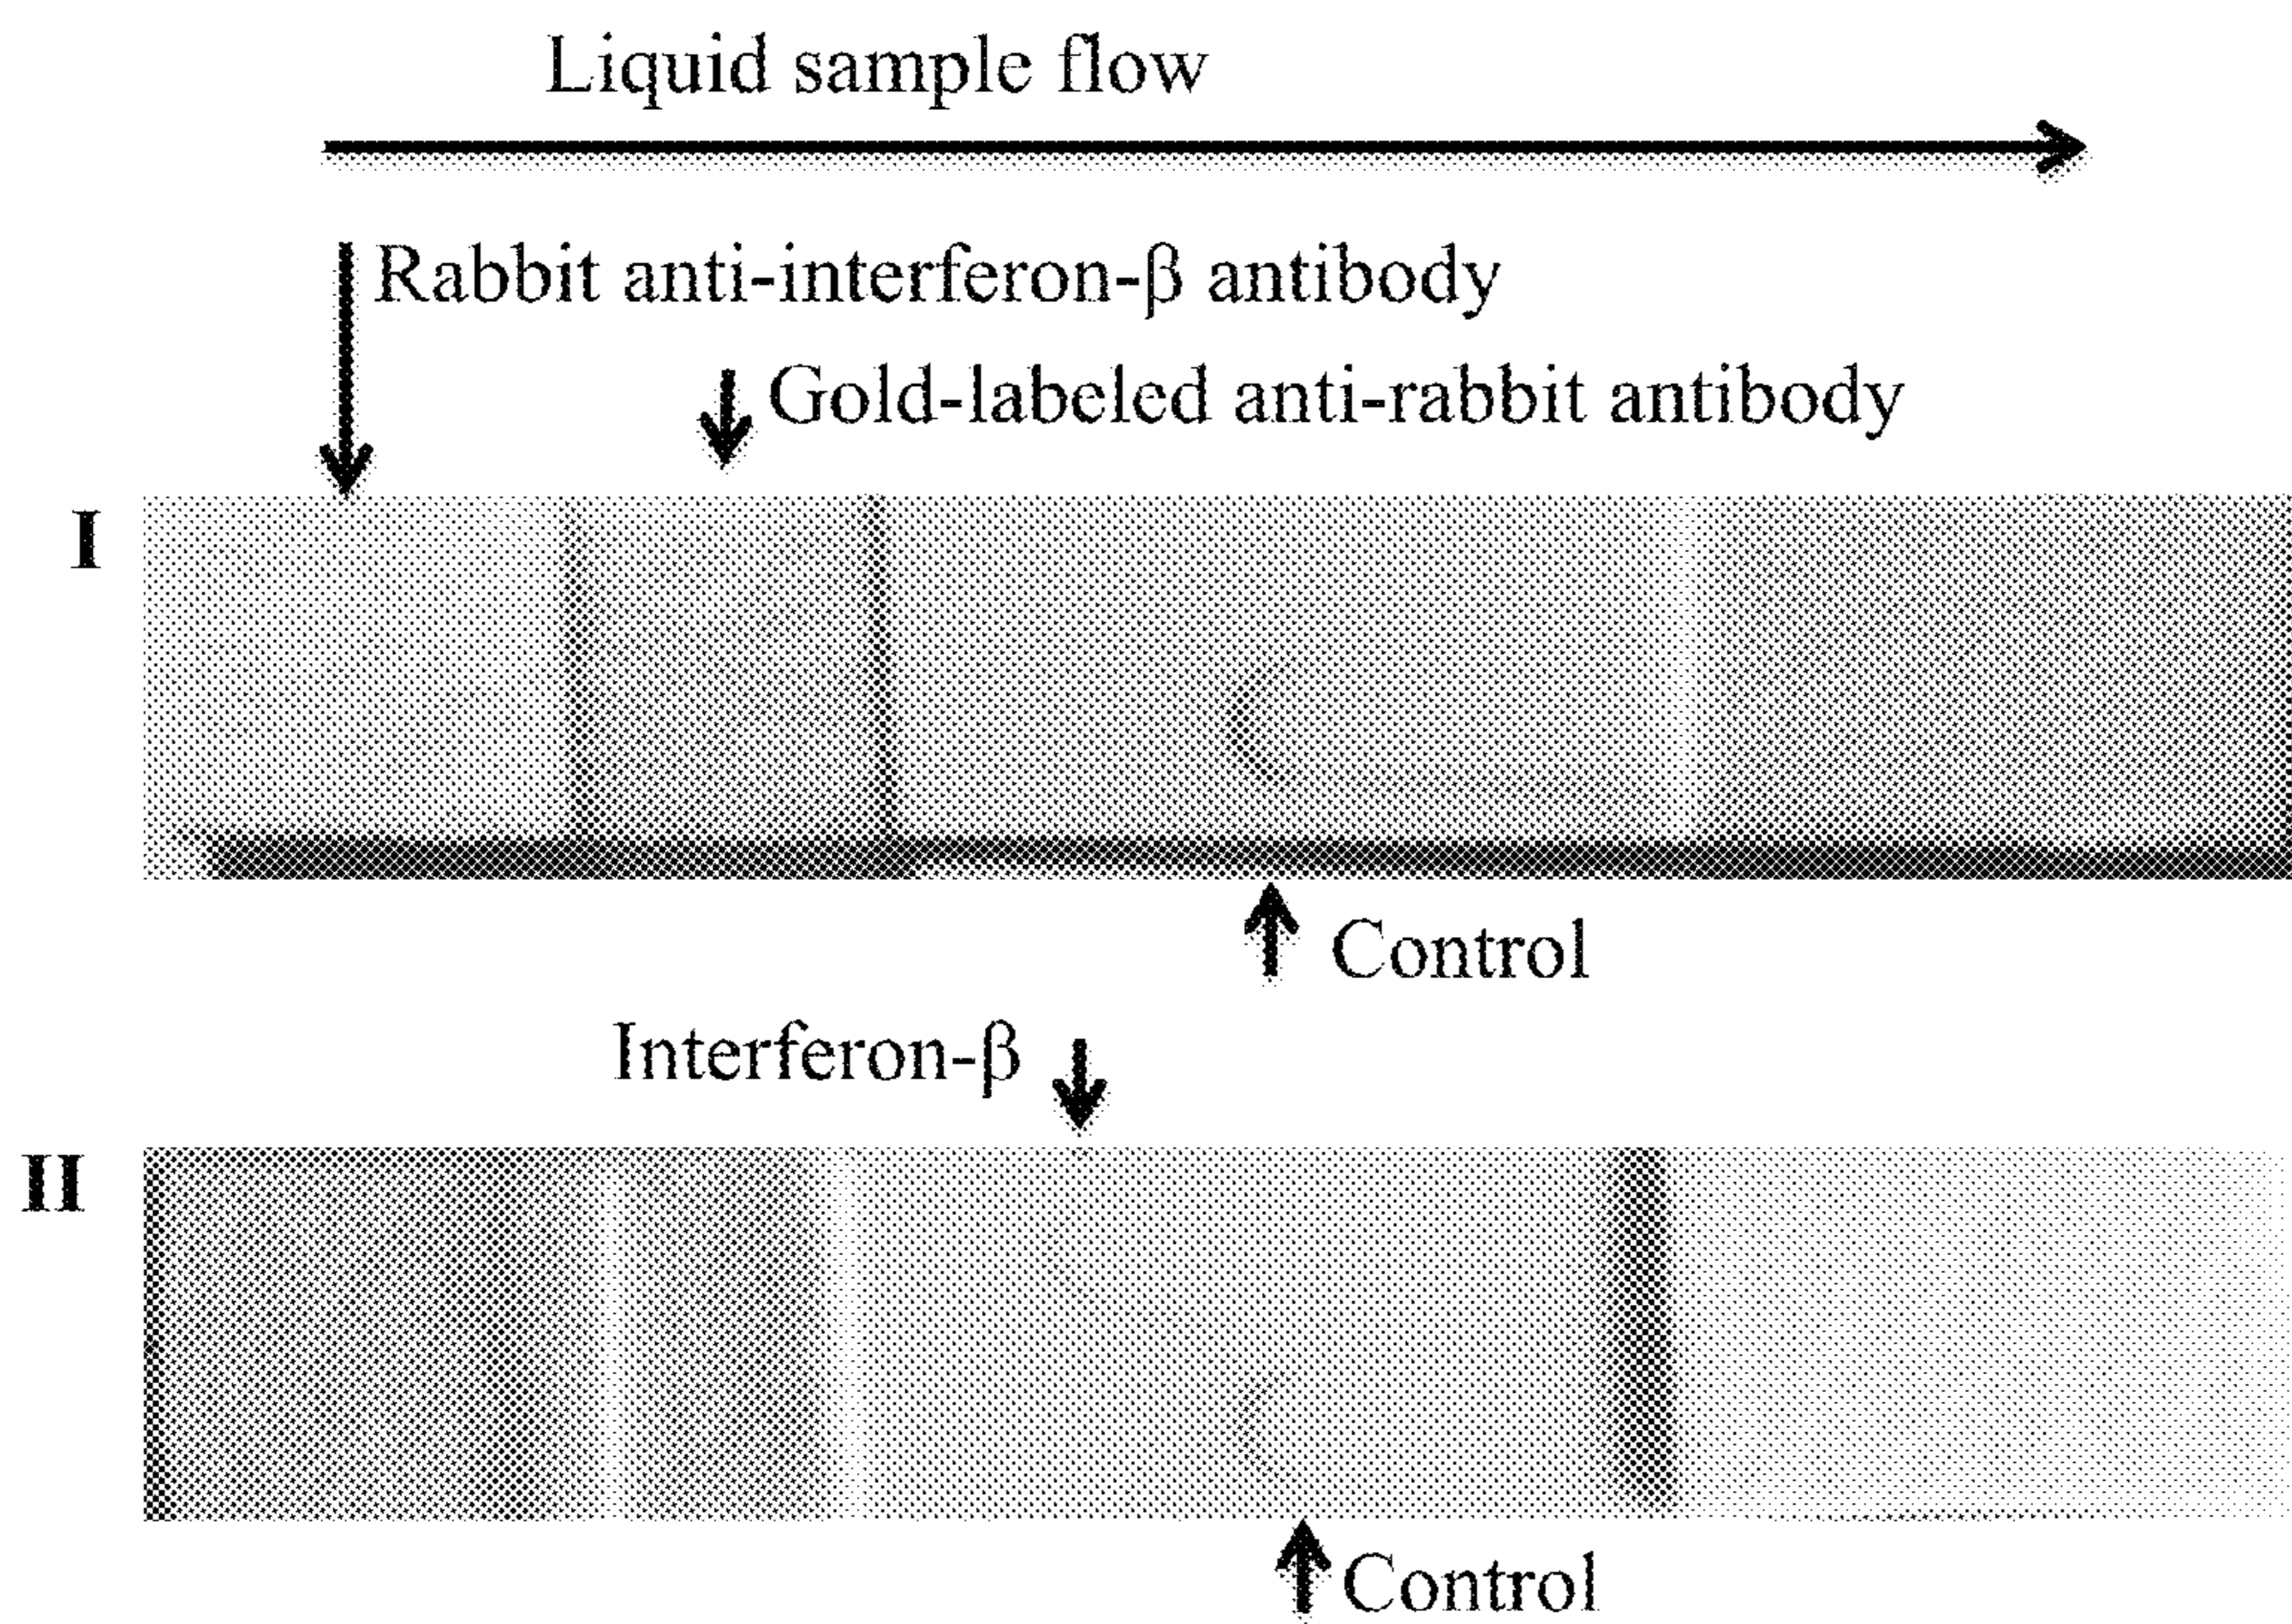 Liquid sample flow
Rabbit anti-interferon-β antibody
Gold-labeled anti-rabbit antibody
I
Control
Interferon-β
II
Control